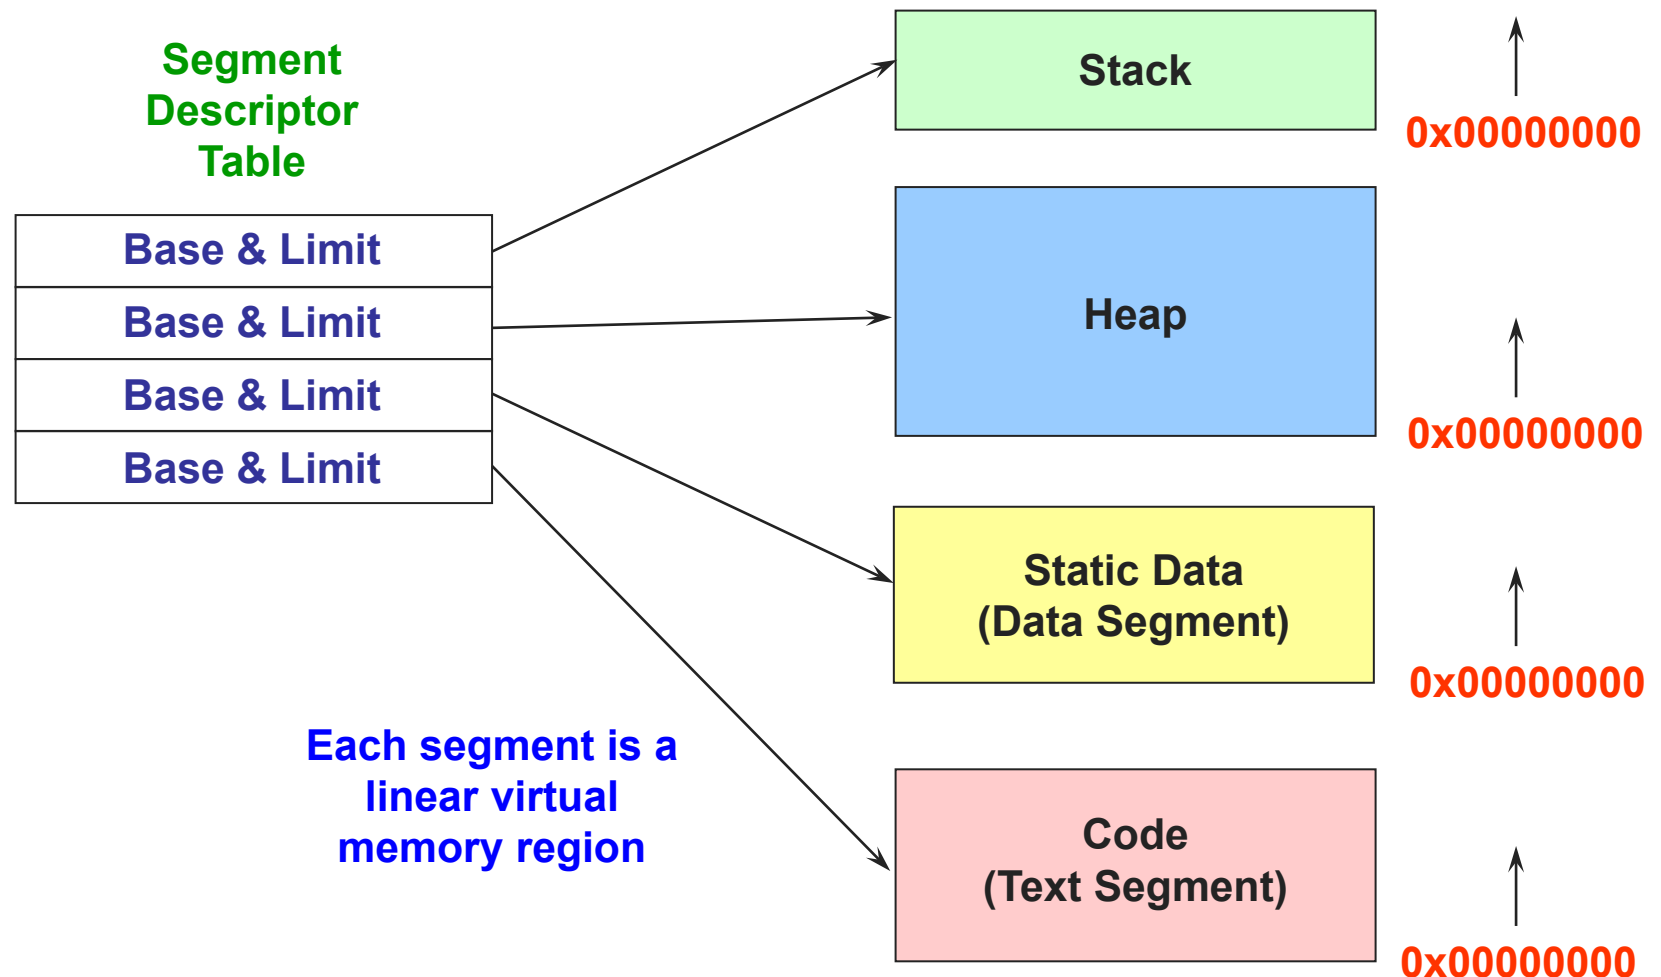 Segment
Descriptor
Table
Base & Limit
Base & Limit
Base & Limit
Base & Limit
Each segment is a
linear virtual
memory region
Stack
0x00000000
Heap
0x00000000
Static Data
(Data Segment)
0x00000000
Code
(Text Segment)
0x00000000